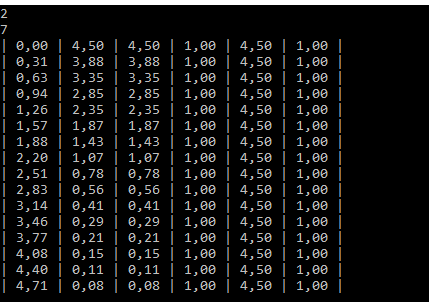 2
7
| 0,00 | 4,50 | 4,50 | 1,00 | 4,50 | 1,00 |
| 0,31 | 3,88 | 3,88 | 1,00 | 4,50 | 1,00 |
| 0,63 | 3,35 | 3,35 | 1,00 | 4,50 | 1,00 |
| 0,94 | 2,85 | 2,85 | 1,00 | 4,50 | 1,00 |
| 1,26 | 2,35 | 2,35 | 1,00 | 4,50 | 1,00 |
| 1,57 | 1,87 | 1,87 | 1,00 | 4,50 | 1,00 |
| 1,88 | 1,43 | 1,43 | 1,00 | 4,50 | 1,00 |
| 2,20 | 1,07 | 1,07 | 1,00 | 4,50 | 1,00 |
| 2,51 | 0,78 | 0,78 | 1,00 | 4,50 | 1,00 |
| 2,83 | 0,56 | 0,56 | 1,00 | 4,50 | 1,00 |
| 3,14 | 0,41 | 0,41 | 1,00 | 4,50 | 1,00 |
| 3,46 | 0,29 | 0,29 | 1,00 | 4,50 | 1,00 |
| 3,77 | 0,21 | 0,21 | 1,00 | 4,50 | 1,00 |
| 4,08 | 0,15 | 0,15 | 1,00 | 4,50 | 1,00 |
| 4,40 | 0,11 | 0,11 | 1,00 | 4,50 | 1,00 |
| 4,71 | 0,08 | 0,08 | 1,00 | 4,50 | 1,00 |